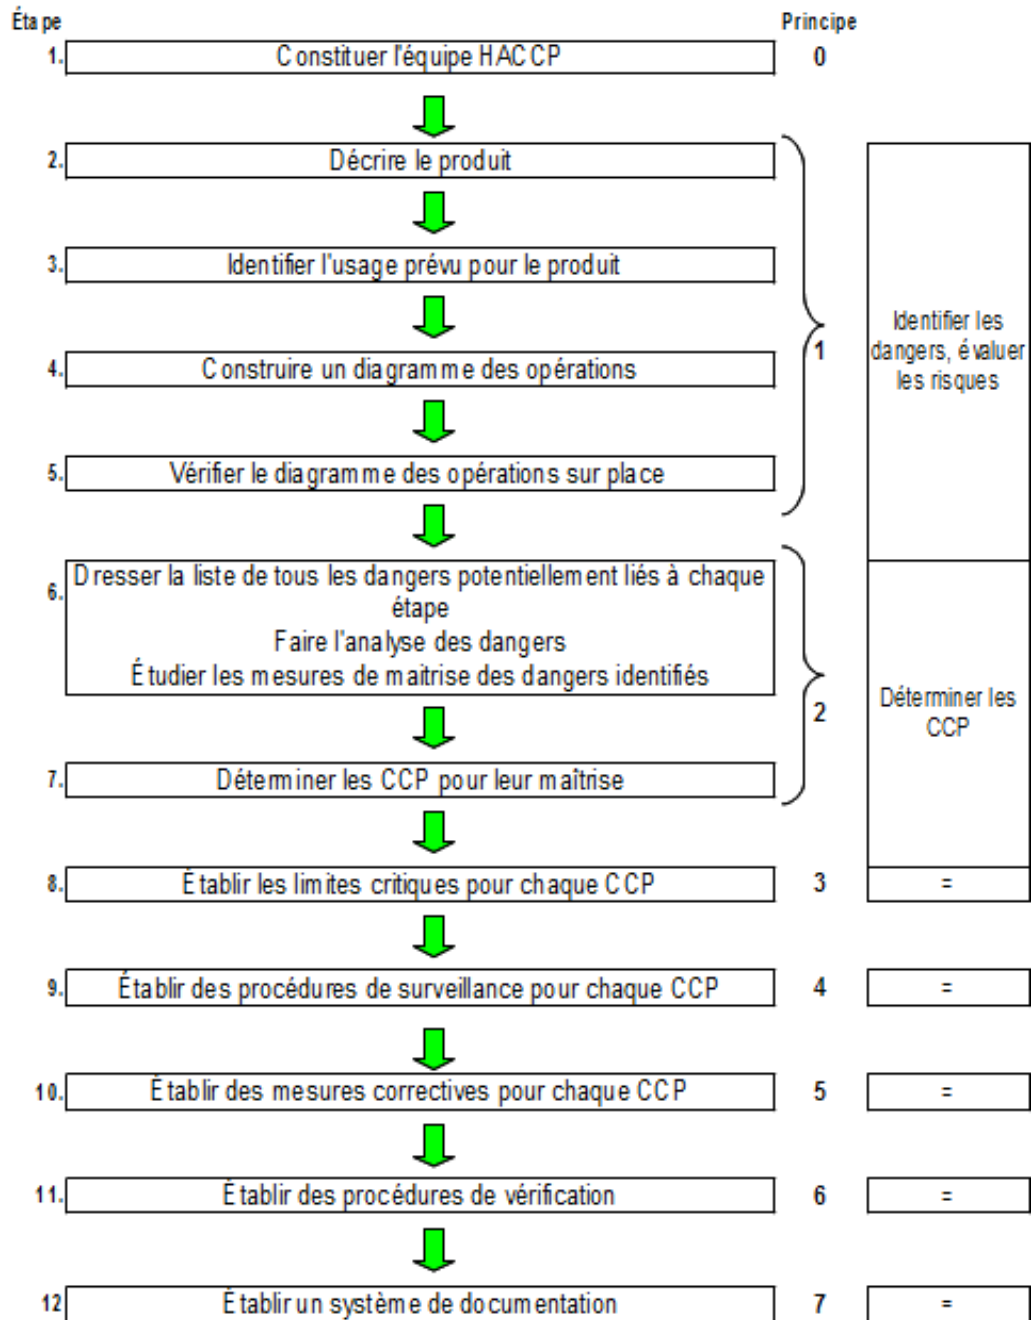 Étape Principe
1. Constituer l'équipe HACCP 0
2. Décrire le produit
3. Identifier l'usage prévu pour le produit
Identifier les
dangers, évaluer
les risques
1
4. Construire un diagramme des opérations
5. Vérifier le diagramme des opérations sur place
6. Dresser la liste de tous les dangers potentiellement liés à chaque
étape
Faire l'analyse des dangers
Étudier les mesures de maitrise des dangers identifiés
2
Déterminer les
CCP
7. Déterminer les CCP pour leur maîtrise
8. Établir les limites critiques pour chaque CCP 3 =
9. Établir des procédures de surveillance pour chaque CCP 4 =
10. Établir des mesures correctives pour chaque CCP 5 =
11. Établir des procédures de vérification 6 =
12 Établir un système de documentation 7 =